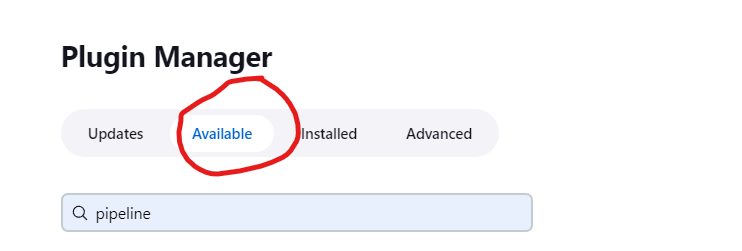 Plugin Manager
Updates Available Installed Advanced
pipeline